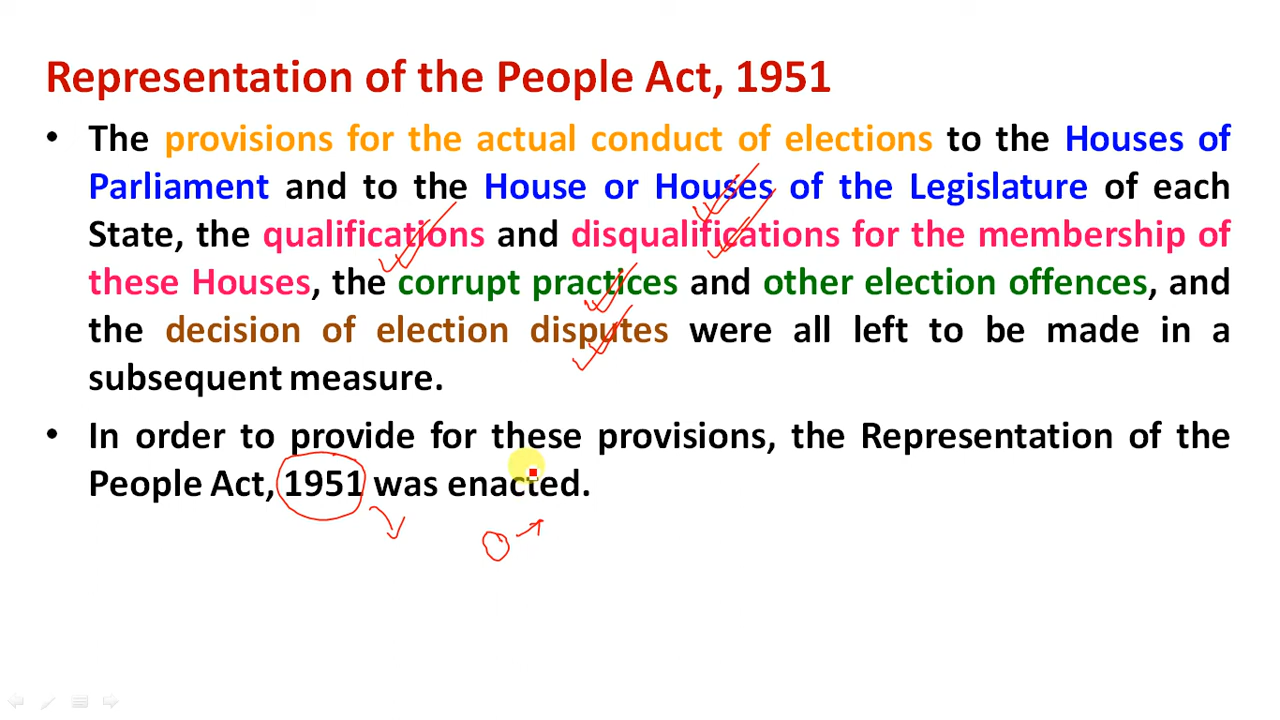 Representation of the People Act, 1951
• The provisions for the actual conduct of elections to the Houses of
Parliament and to the House or Houses of the Legislature of each
State, the qualifications and disqualifications for the membership of
these Houses, the corrupt practices and other election offences, and
the decision of election disputes were all left to be made in a
subsequent measure.
• In order to provide for these provisions, the Representation of the
People Act, 1951 was enacted.